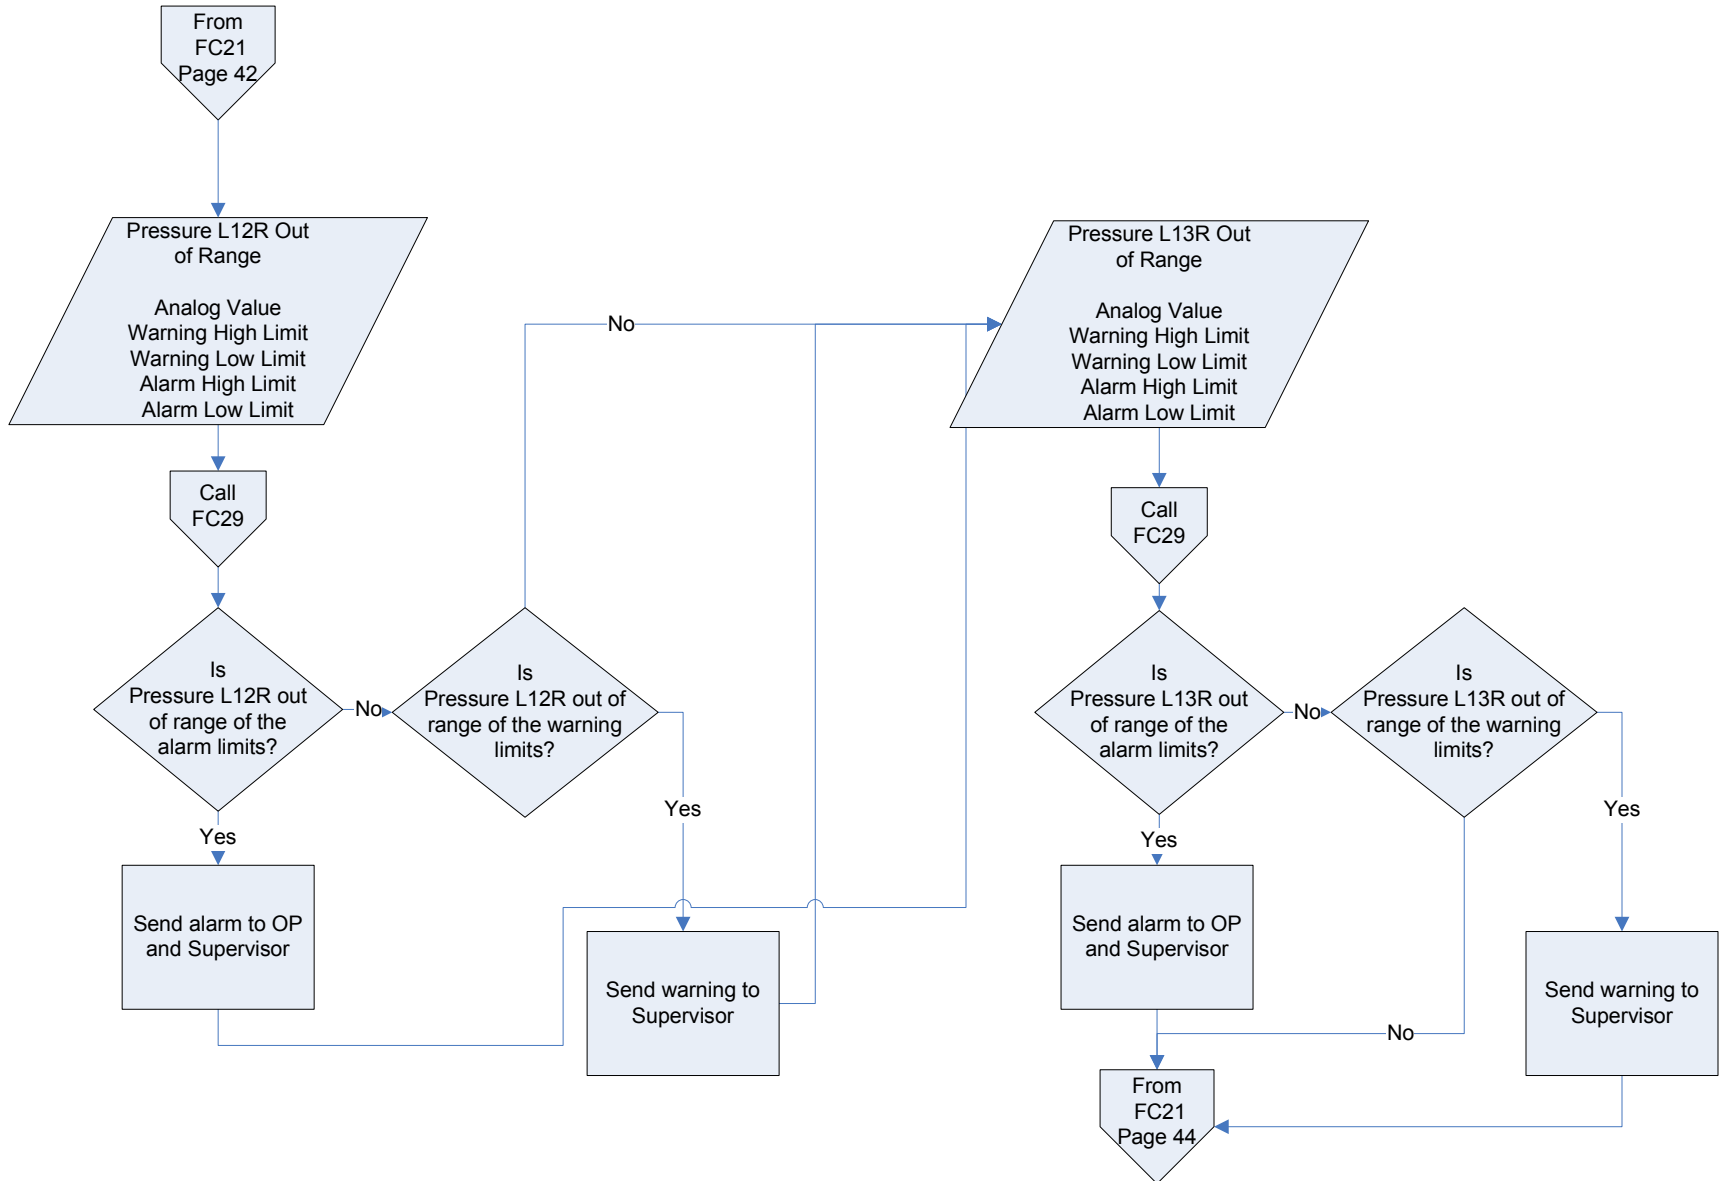 From
FC21
Page 42
Pressure L12R Out
of Range
Analog Value
Warning High Limit
Warning Low Limit
Alarm High Limit
Alarm Low Limit
Call
FC29
Is
Pressure L12R out
of range of the
alarm limits?
No
Is
Pressure L12R out of
range of the warning
limits?
No
Yes
Yes
Send alarm to OP
and Supervisor
Send warning to
Supervisor
Pressure L13R Out
of Range
Analog Value
Warning High Limit
Warning Low Limit
Alarm High Limit
Alarm Low Limit
Call
FC29
Is
Pressure L13R out
of range of the
alarm limits?
No
Is
Pressure L13R out of
range of the warning
limits?
Yes
Yes
Send alarm to OP
and Supervisor
Send warning to
Supervisor
No
From
FC21
Page 44